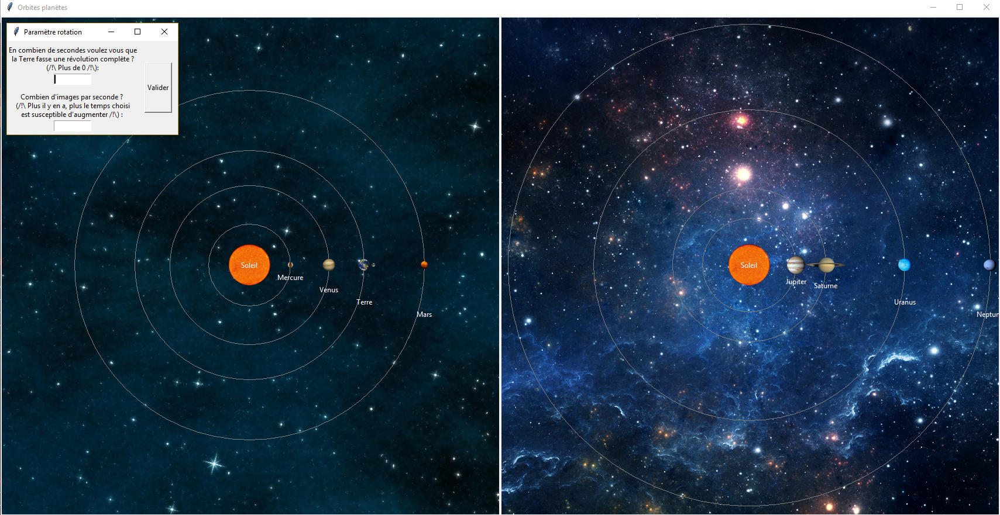 Orbites planètes
Paramètre rotation
En combien de secondes voulez vous que
la Terre fasse une révolution complète ?
(/!\ Plus de 0 /!\):
Valider
Combien d'images par seconde ?
(/!\ Plus il y en a, plus le temps choisi
est susceptible d'augmenter /!\) :
Soleil
Mercure
Venus
Terre
Mars
Soleil
Jupiter
Saturne
Uranus
Neptun